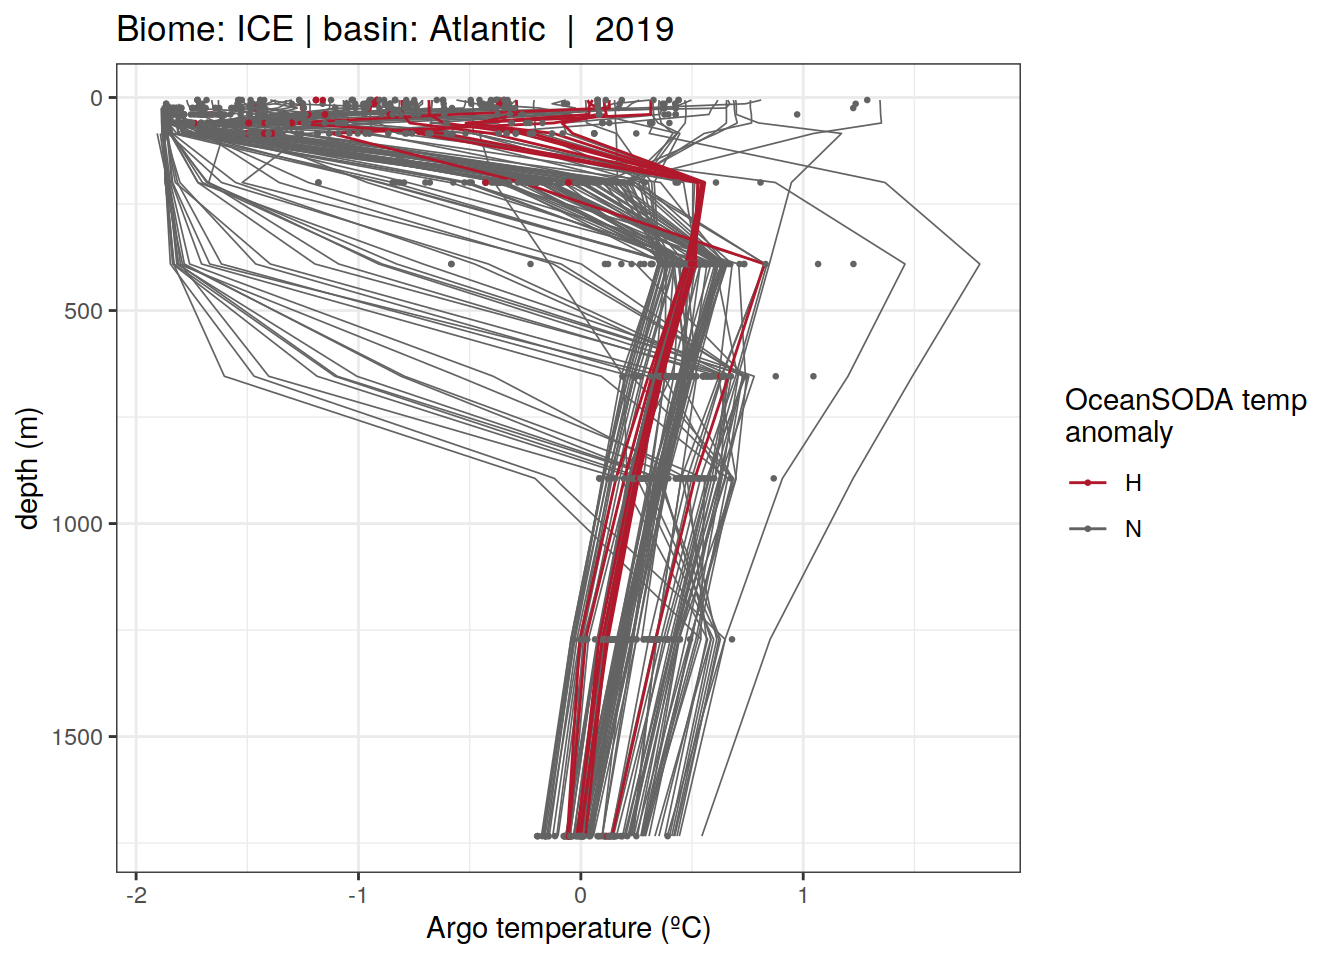 Biome: ICE | basin: Atlantic  |  2019
0
500
1000
1500
depth (m)
-2
-1
0
1
Argo temperature (ºC)
OceanSODA temp
anomaly
H
N